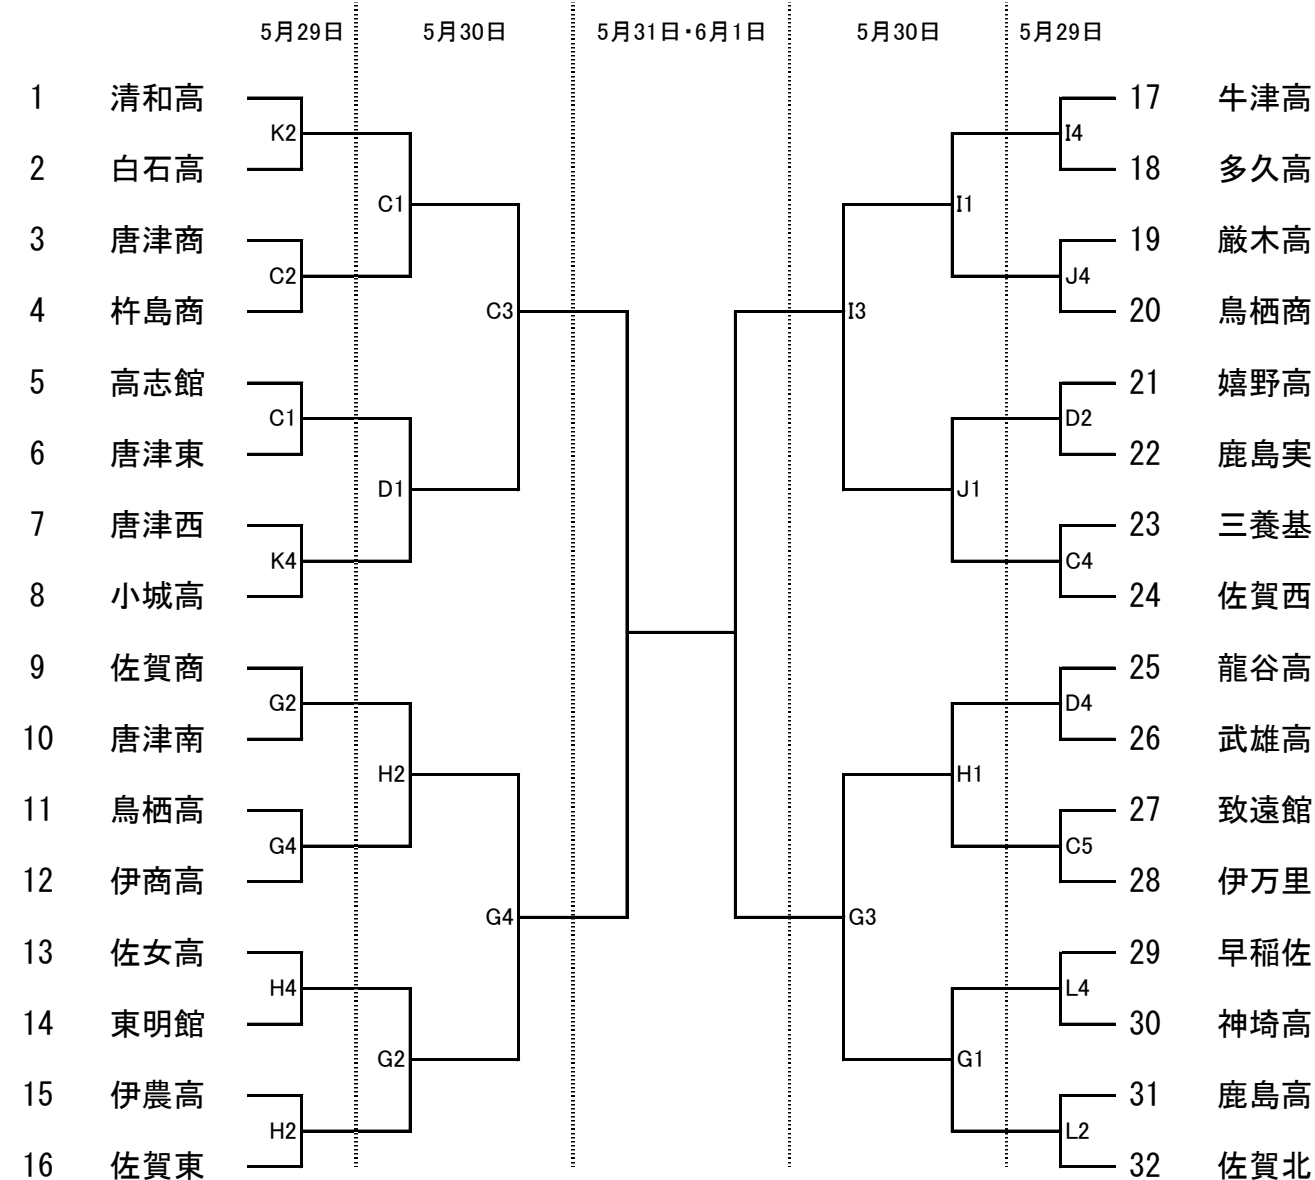 5月29日 5月30日 5月31日・6月1日 5月30日 5月29日
1 清和高 17 牛津高
K2 I4
2 白石高 18 多久高
C1 I1
3 唐津商 19 厳木高
C2 J4
4 杵島商 C3 I3 20 鳥栖商
5 高志館 21 嬉野高
C1 D2
6 唐津東 22 鹿島実
D1 J1
7 唐津西 23 三養基
K4 C4
8 小城高 24 佐賀西
9 佐賀商 25 龍谷高
G2 D4
10 唐津南 26 武雄高
H2 H1
11 鳥栖高 27 致遠館
G4 C5
12 伊商高 28 伊万里
G4 G3
13 佐女高 29 早稲佐
H4 L4
14 東明館 30 神埼高
G2 G1
15 伊農高 31 鹿島高
H2 L2
16 佐賀東 32 佐賀北